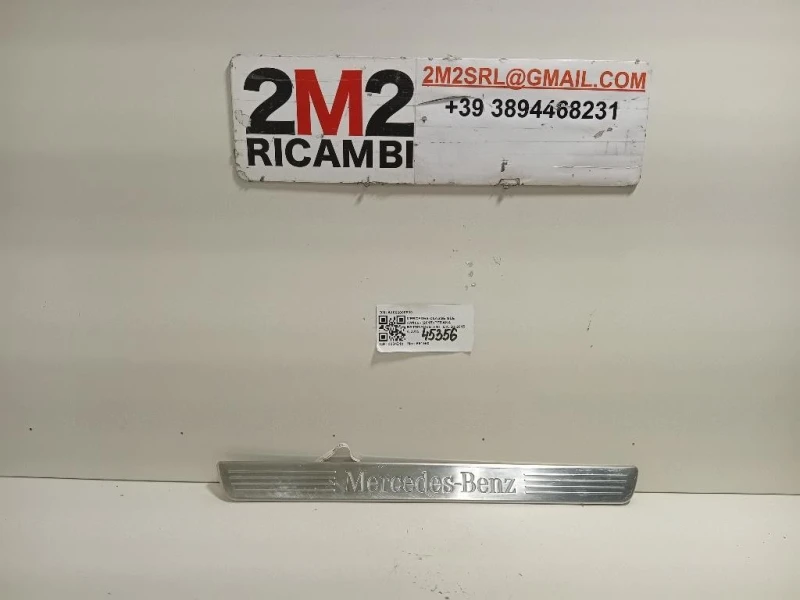 2M2
RICAMBI
2M2SRL@GMAIL.COM
+39 3894468231
45356
Mercedes-Benz